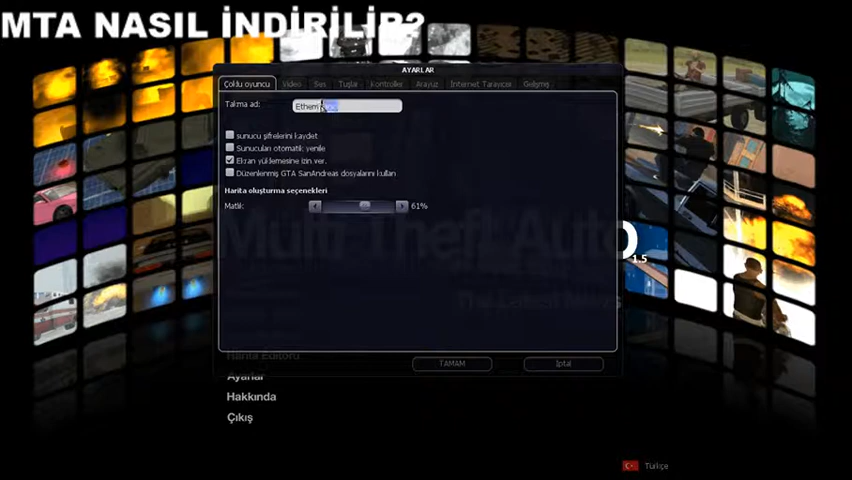 MTA NASIL İNDİRİLİR?
AYARLAR
Çoklu oyuncu Video Ses Tuşlar Kontroller Arayüz İnternet Tarayıcısı Gelişmiş
Takma ad:
sunucu şifrelerini kaydet
Sunucuları otomatik yenile
Ekran yüklemesine izin ver.
Düzenlenmiş GTA SanAndreas dosyalarını kullan
Harita oluşturma seçenekleri
Matlık: 61%
Multi Theft Auto
1.5
Harita Editörü
TAMAM İptal
Ayarlar
Hakkında
Çıkış
Türkçe